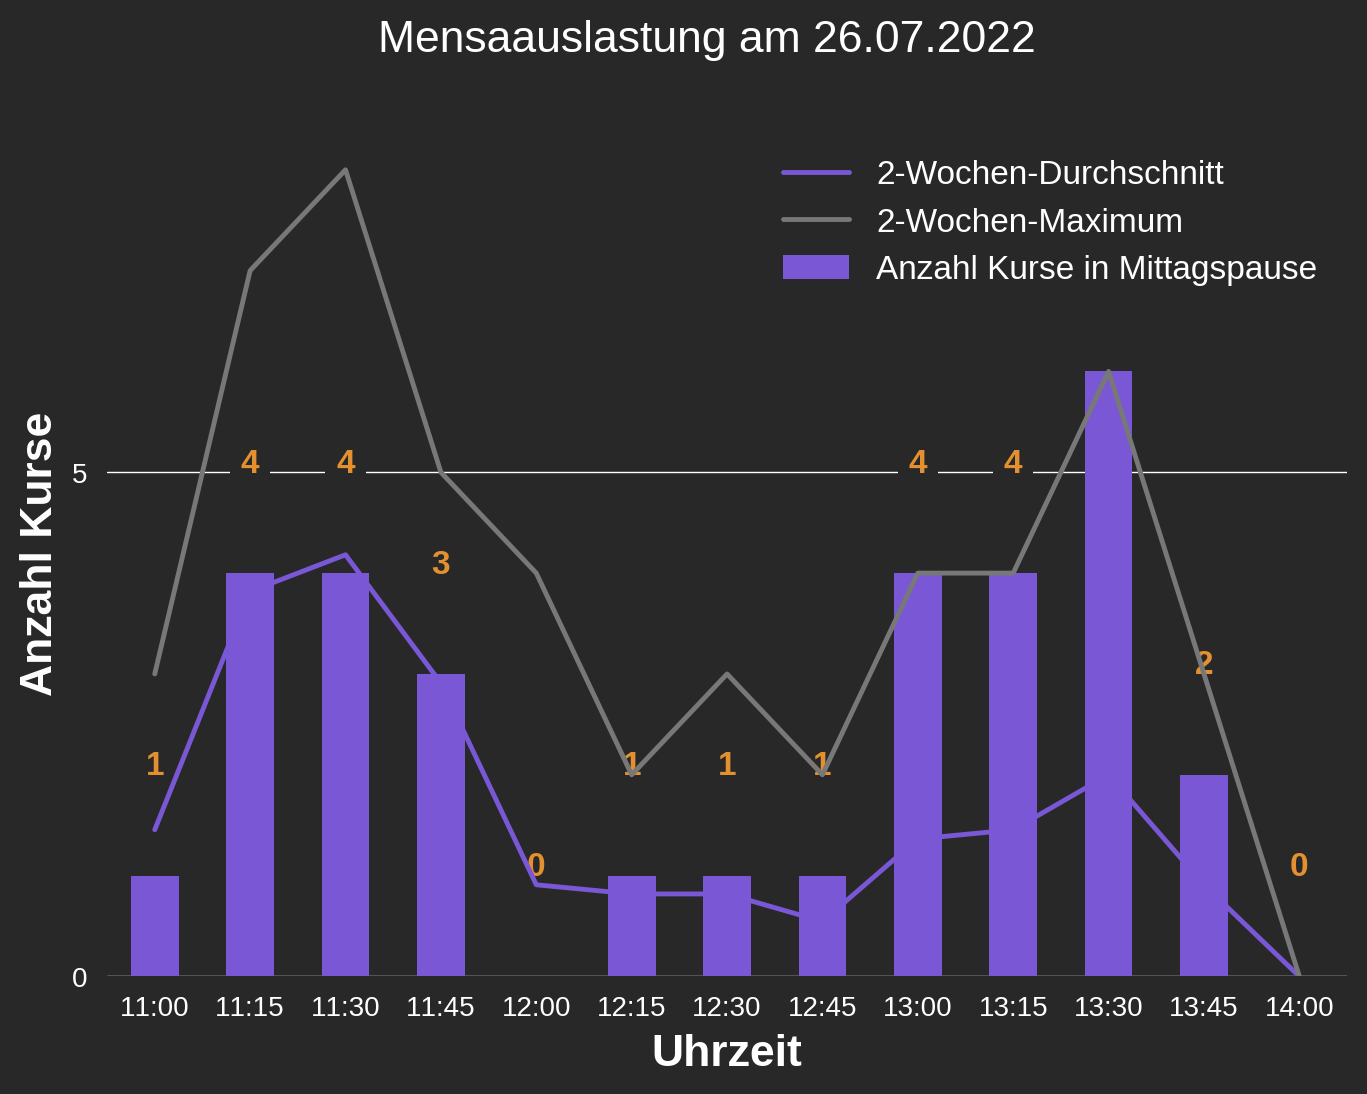 Mensaauslastung am 26.07.2022
2-Wochen-Durchschnitt
2-Wochen-Maximum
Anzahl Kurse in Mittagspause
Anzahl Kurse
5
0
1
4
4
3
0
1
1
1
4
4
2
0
11:00 11:15 11:30 11:45 12:00 12:15 12:30 12:45 13:00 13:15 13:30 13:45 14:00
Uhrzeit